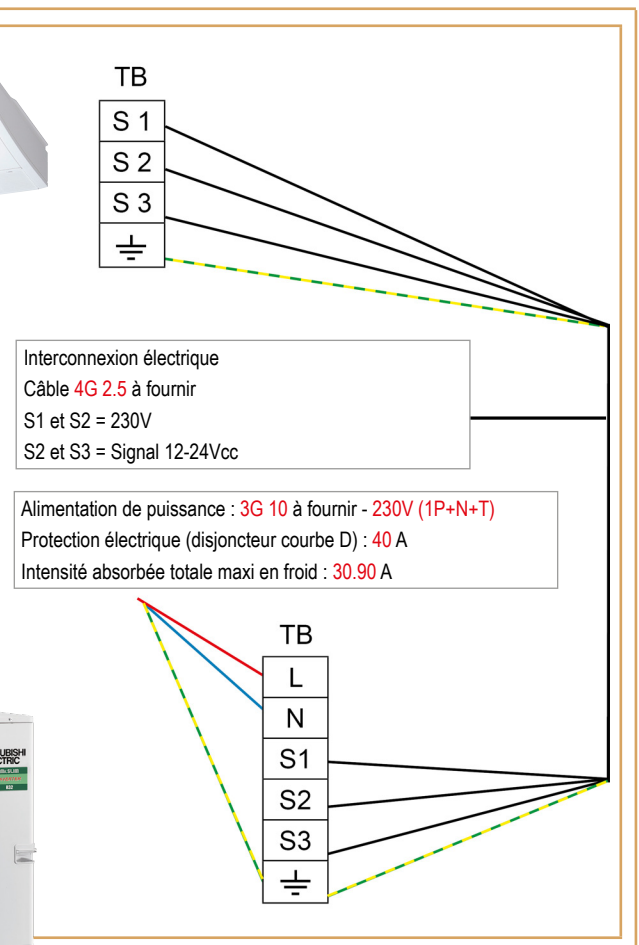 TB
S 1
S 2
S 3
Interconnexion électrique
Câble 4G 2.5 à fournir
S1 et S2 = 230V
S2 et S3 = Signal 12-24Vcc
Alimentation de puissance : 3G 10 à fournir - 230V (1P+N+T)
Protection électrique (disjoncteur courbe D) : 40 A
Intensité absorbée totale maxi en froid : 30.90 A
TB
L
N
S1
S2
S3
UBISHI
CTRIC